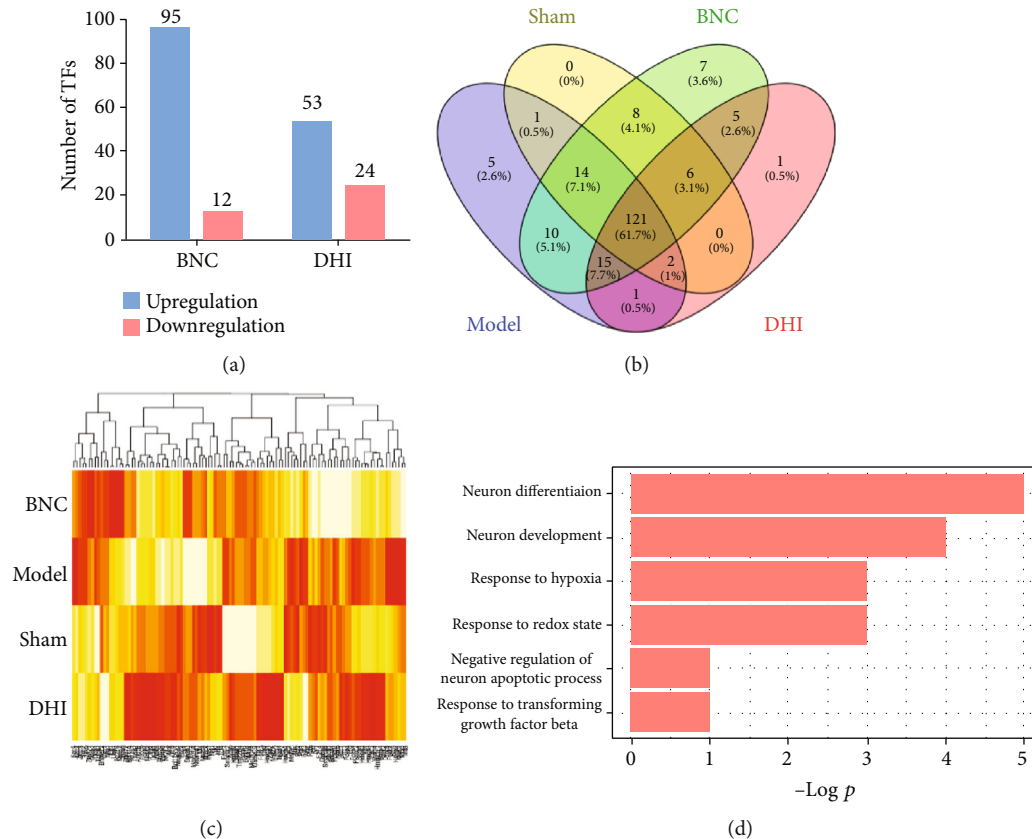 100
80
60
40
20
0
Number of TFs
95
12
53
24
BNC
DHI
Upregulation
Downregulation
(a)
Sham
BNC
Model
DHI
0
(0%)
7
(3.6%)
1
(0.5%)
8
(4.1%)
5
(2.6%)
5
(2.6%)
14
(7.1%)
6
(3.1%)
1
(0.5%)
121
(61.7%)
10
(5.1%)
0
(0%)
15
(7.7%)
2
(1%)
1
(0.5%)
(b)
BNC
Model
Sham
DHI
(c)
Neuron differentiaion
Neuron development
Response to hypoxia
Response to redox state
Negative regulation of
neuron apoptotic process
Response to transforming
growth factor beta
0
1
2
3
4
5
–Log p
(d)